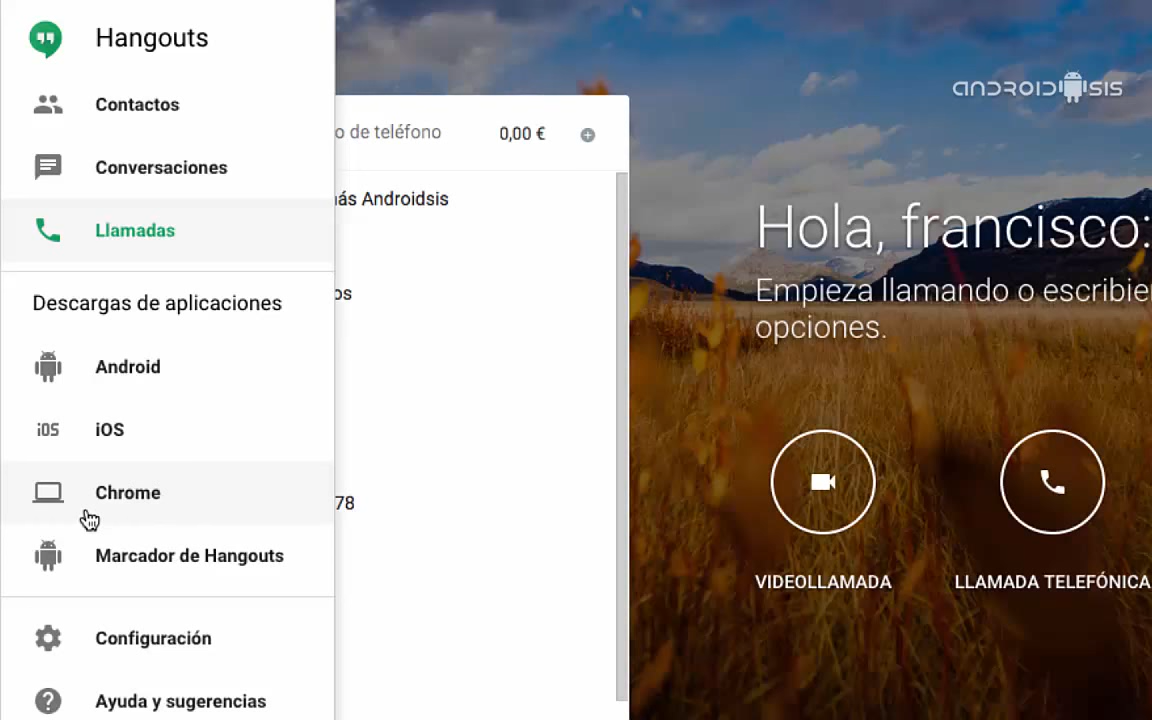 Hangouts
Contactos
Conversaciones
Llamadas
Descargas de aplicaciones
Android
iOS
iOS
Chrome
Marcador de Hangouts
Configuración
Ayuda y sugerencias
o de teléfono 0,00 €
ás Androidsis
os
78
ANDROIDSIS
Hola, francisco:
Empieza llamando o escribie
opciones.
VIDEOLLAMADA
LLAMADA TELEFÓNICA